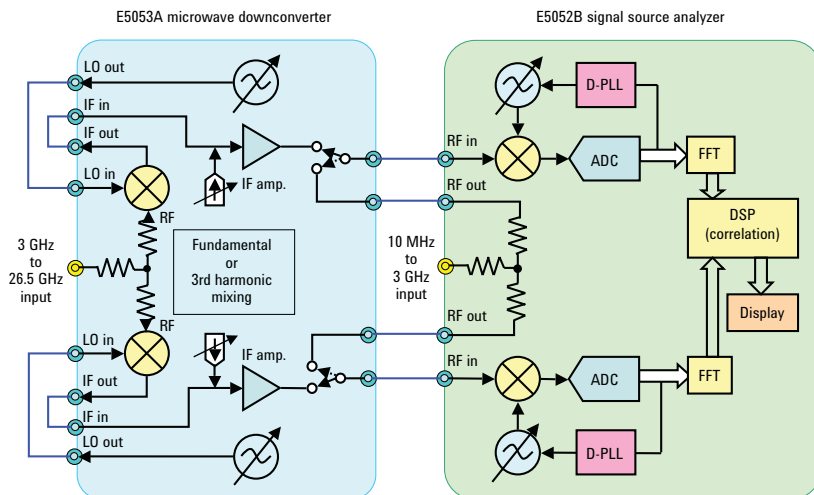 E5053A microwave downconverter
E5052B signal source analyzer
LO out
IF in
IF out
LO in
RF
IF amp.
3 GHz
to
26.5 GHz
input
Fundamental
or
3rd harmonic
mixing
RF
LO in
IF out
IF in
LO out
IF amp.
RF in
RF out
10 MHz
to
3 GHz
input
RF out
RF in
D-PLL
ADC
FFT
DSP
(correlation)
Display
ADC
FFT
D-PLL